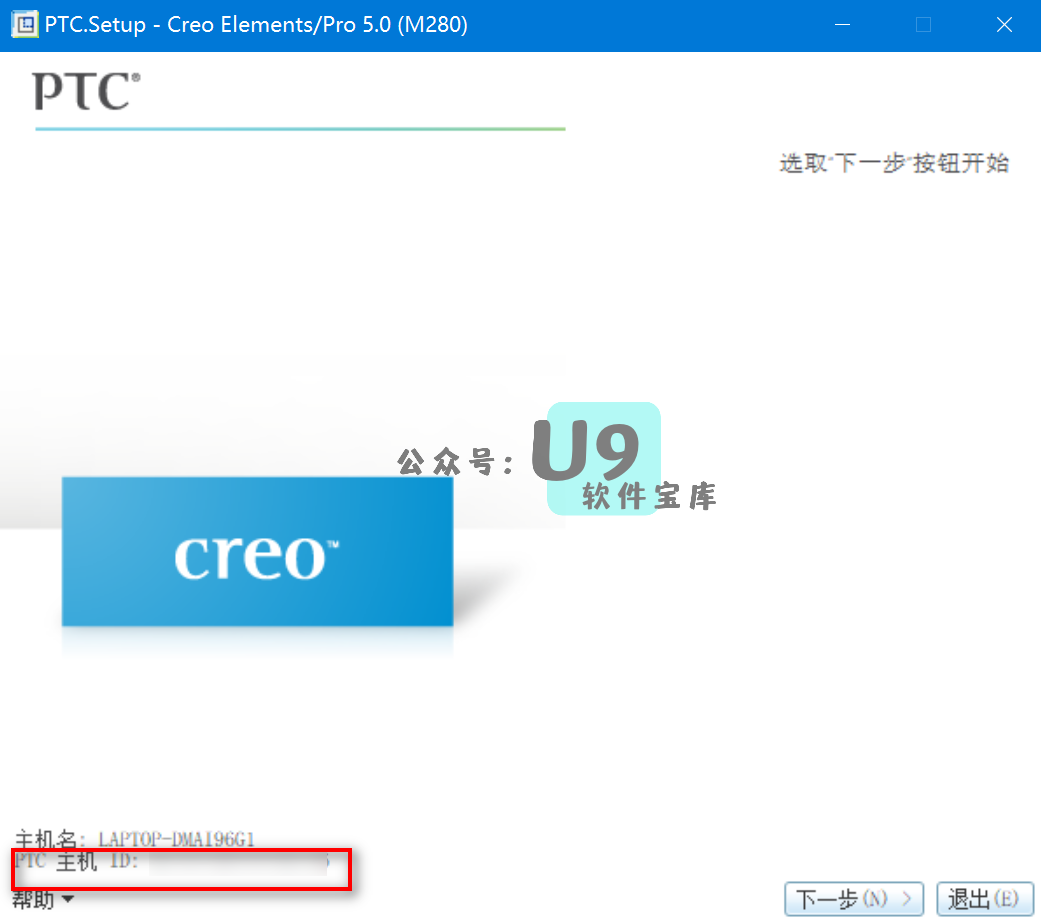 PTC.Setup - Creo Elements/Pro 5.0 (M280)
PTC®
选取"下一步"按钮开始
公众号：U9
软件宝库
creo™
主机名: LAPTOP-DMAI96G1
PTC 主机 ID:
帮助
下一步(N) >
退出(E)